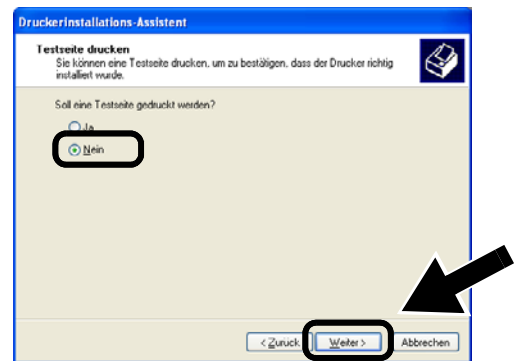 Druckerinstallations-Assistent
Testseite drucken
Sie können eine Testseite drucken, um zu bestätigen, dass der Drucker richtig
installiert wurde.
Soll eine Testseite gedruckt werden?
Ja
Nein
< Zurück Weiter > Abbrechen